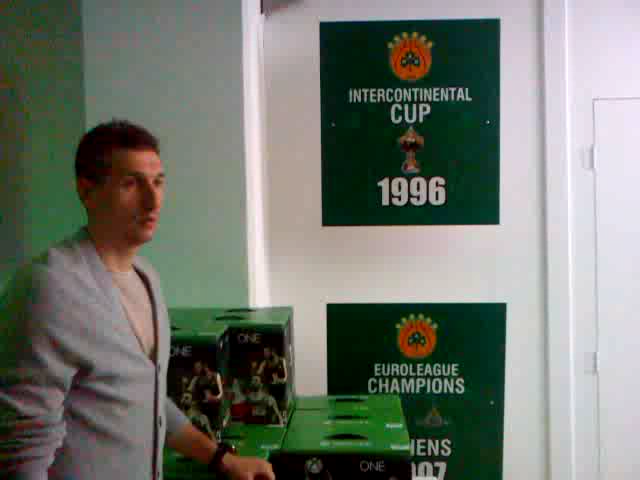 INTERCONTINENTAL
CUP
1996
EUROLEAGUE
CHAMPIONS
ONE
ONE
ONE